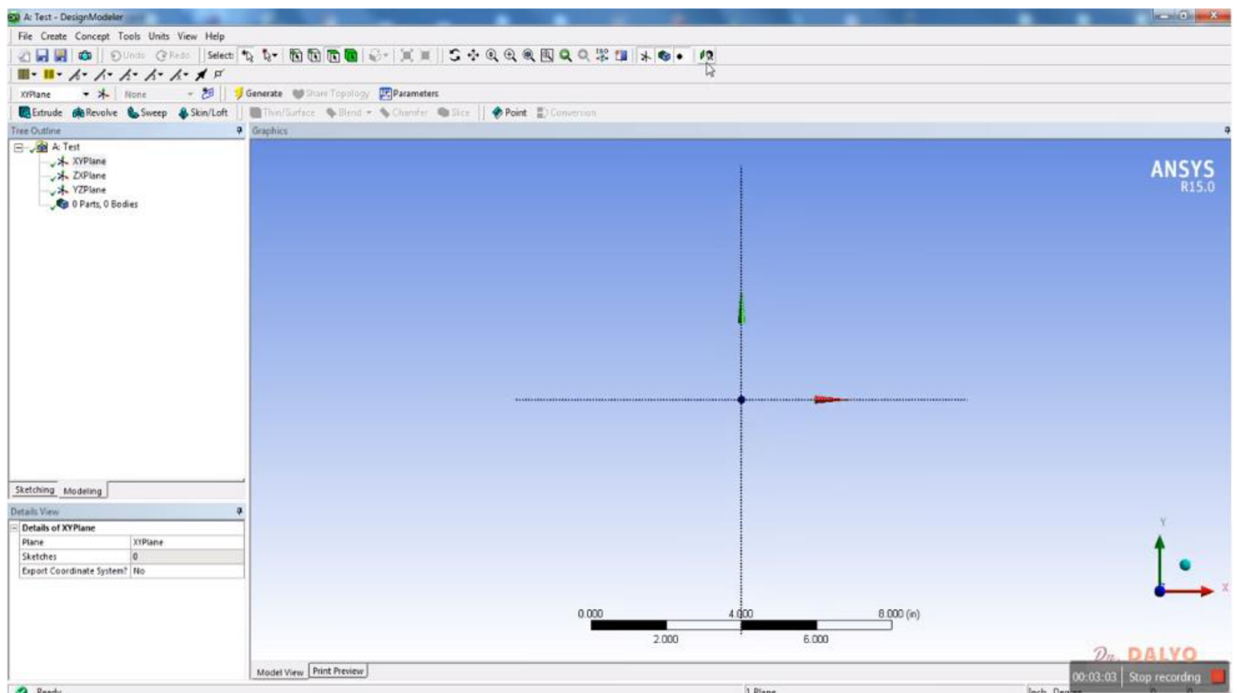 A: Test - DesignModeler
File Create Concept Tools Units View Help
Undo Redo Select:
XYPlane None Generate Share Topology Parameters
Extrude Revolve Sweep Skin/Loft Thin/Surface Blend Chamfer Slice Point Conversion
Tree Outline
A: Test
XYPlane
ZXPlane
YZPlane
0 Parts, 0 Bodies
Sketching Modeling
Details View
Details of XYPlane
Plane XYPlane
Sketches 0
Export Coordinate System? No
Graphics
ANSYS
R15.0
0.000 4.000 8.000 (in)
2.000 6.000
Y
X
Model View Print Preview
Dr. DALYO
00:03:03 Stop recording
Ready 1 Plane Inch